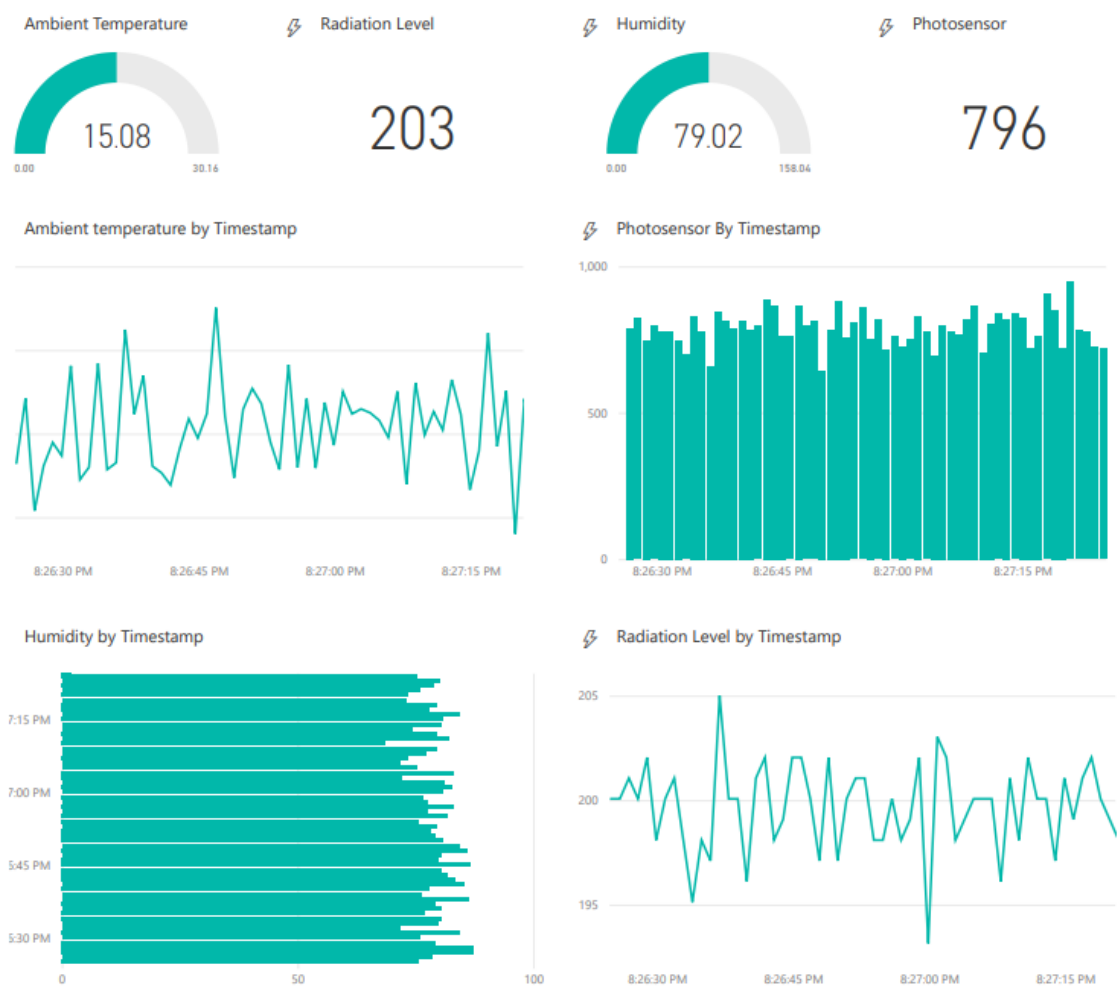 Ambient Temperature
Radiation Level
Humidity
Photosensor
15.08
0.00
30.16
203
79.02
0.00
158.04
796
Ambient temperature by Timestamp
8:26:30 PM
8:26:45 PM
8:27:00 PM
8:27:15 PM
Photosensor By Timestamp
1,000
500
0
8:26:30 PM
8:26:45 PM
8:27:00 PM
8:27:15 PM
Humidity by Timestamp
7:15 PM
7:00 PM
5:45 PM
5:30 PM
0
50
100
Radiation Level by Timestamp
205
200
195
8:26:30 PM
8:26:45 PM
8:27:00 PM
8:27:15 PM